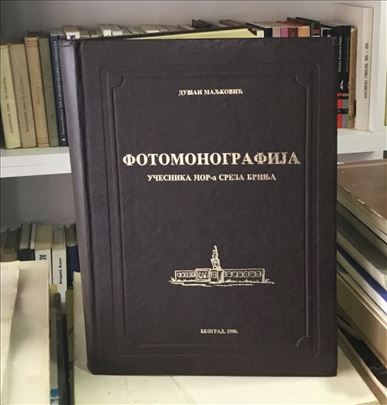 ДУШАН МАЉКОВИЋ
ФОТОМОНОГРАФИЈА
УЧЕСНИКА НОР-а СРЕЗА БРИЊА
БЕОГРАД, 1998.